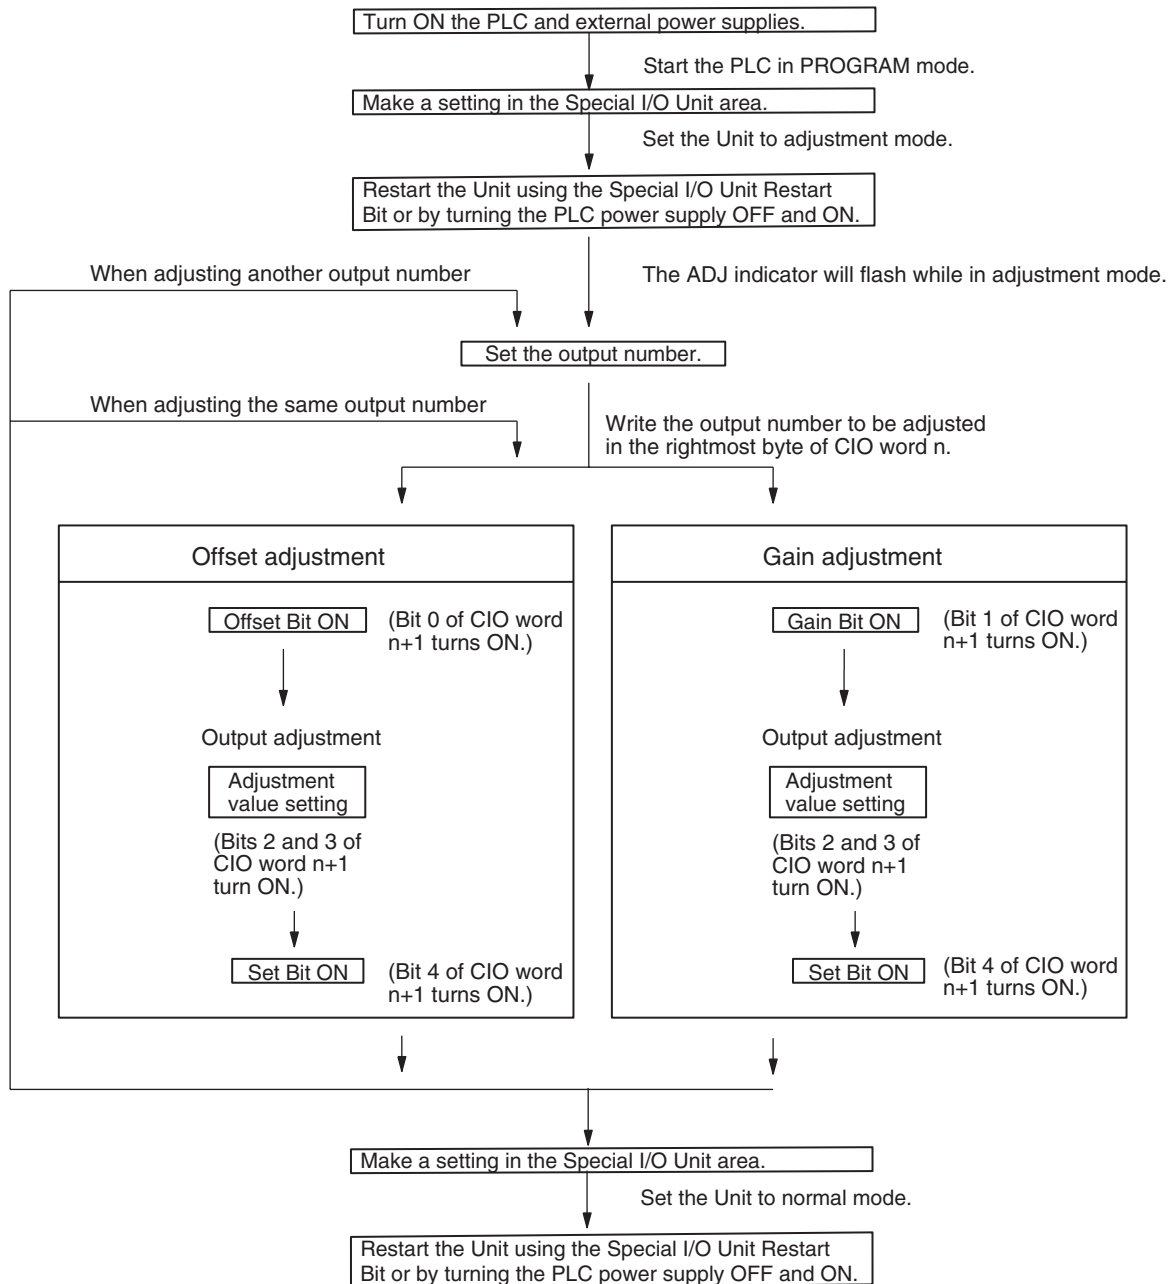 Turn ON the PLC and external power supplies.
Start the PLC in PROGRAM mode.
Make a setting in the Special I/O Unit area.
Set the Unit to adjustment mode.
Restart the Unit using the Special I/O Unit Restart
Bit or by turning the PLC power supply OFF and ON.
When adjusting another output number
The ADJ indicator will flash while in adjustment mode.
Set the output number.
When adjusting the same output number
Write the output number to be adjusted
in the rightmost byte of CIO word n.
Offset adjustment
Offset Bit ON
(Bit 0 of CIO word
n+1 turns ON.)
Output adjustment
Adjustment
value setting
(Bits 2 and 3 of
CIO word n+1
turn ON.)
Set Bit ON
(Bit 4 of CIO word
n+1 turns ON.)
Gain adjustment
Gain Bit ON
(Bit 1 of CIO word
n+1 turns ON.)
Output adjustment
Adjustment
value setting
(Bits 2 and 3 of
CIO word n+1
turn ON.)
Set Bit ON
(Bit 4 of CIO word
n+1 turns ON.)
Make a setting in the Special I/O Unit area.
Set the Unit to normal mode.
Restart the Unit using the Special I/O Unit Restart
Bit or by turning the PLC power supply OFF and ON.